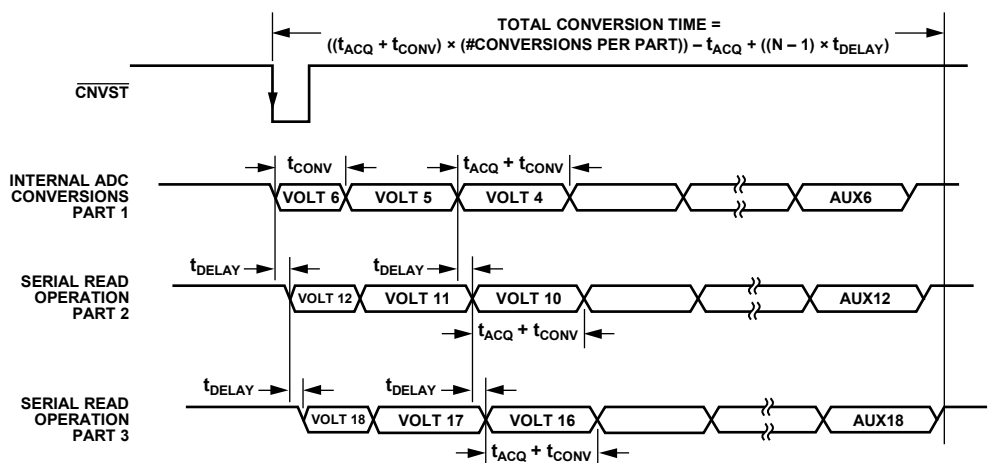 TOTAL CONVERSION TIME =
((tACQ + tCONV) × (#CONVERSIONS PER PART)) – tACQ + ((N – 1) × tDELAY)
CNVST
tCONV
tACQ + tCONV
INTERNAL ADC
CONVERSIONS
PART 1
VOLT 6
VOLT 5
VOLT 4
AUX6
tDELAY
tDELAY
SERIAL READ
OPERATION
PART 2
VOLT 12
VOLT 11
VOLT 10
AUX12
tACQ + tCONV
tDELAY
tDELAY
SERIAL READ
OPERATION
PART 3
VOLT 18
VOLT 17
VOLT 16
AUX18
tACQ + tCONV